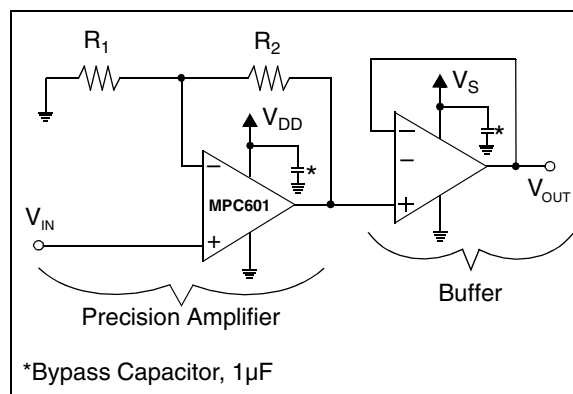 R1
R2
VDD
*
−
MPC601
+
VIN
VS
*
−
−
+
VOUT
Precision Amplifier
Buffer
*Bypass Capacitor, 1µF